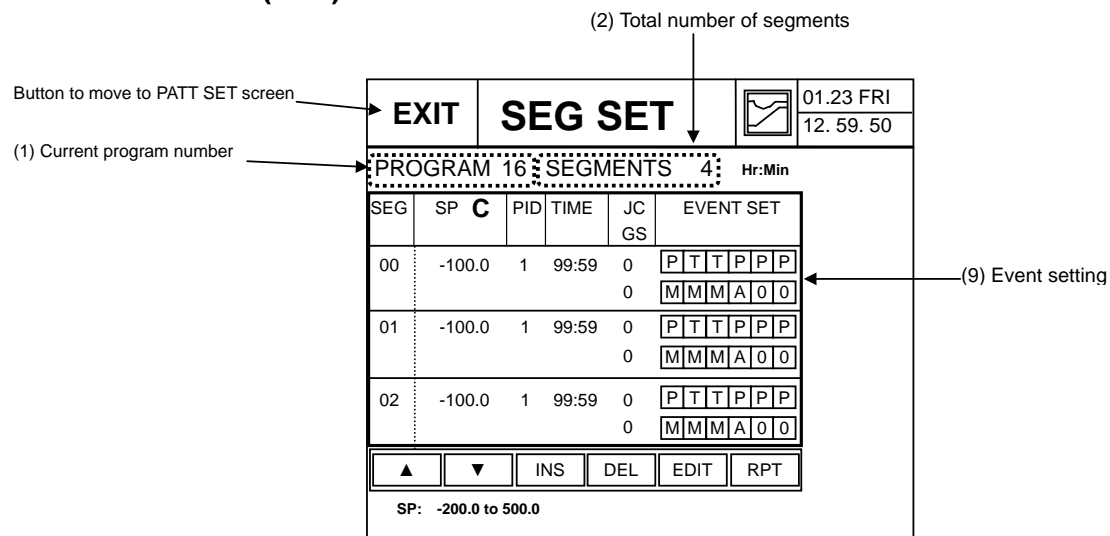 (2) Total number of segments
Button to move to PATT SET screen
EXIT SEG SET 01.23 FRI
12. 59. 50
(1) Current program number
PROGRAM 16 SEGMENTS 4 Hr:Min
SEG SP C PID TIME JC EVENT SET
GS
00 -100.0 1 99:59 0 P T T P P P
0 M M M A 0 0
(9) Event setting
01 -100.0 1 99:59 0 P T T P P P
0 M M M A 0 0
02 -100.0 1 99:59 0 P T T P P P
0 M M M A 0 0
▲ ▼ INS DEL EDIT RPT
SP: -200.0 to 500.0